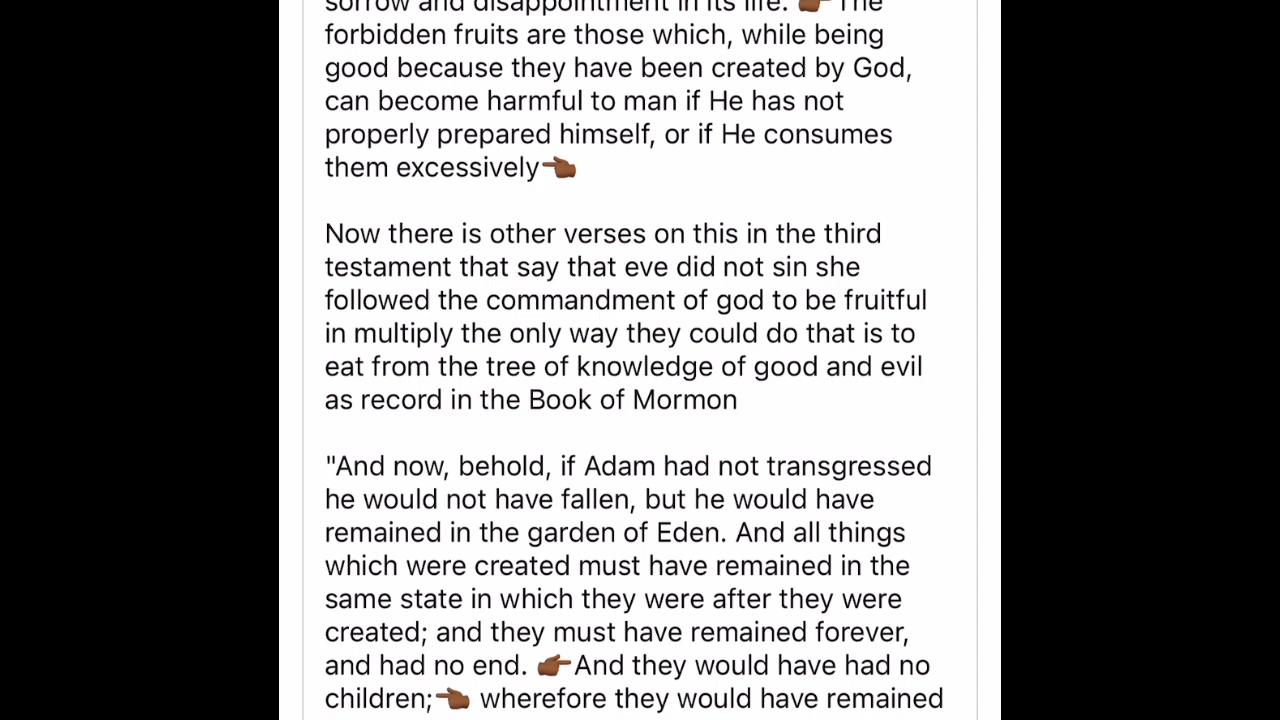 sorrow and disappointment in its life. 👉🏾The
forbidden fruits are those which, while being
good because they have been created by God,
can become harmful to man if He has not
properly prepared himself, or if He consumes
them excessively👈🏾
Now there is other verses on this in the third
testament that say that eve did not sin she
followed the commandment of god to be fruitful
in multiply the only way they could do that is to
eat from the tree of knowledge of good and evil
as record in the Book of Mormon
"And now, behold, if Adam had not transgressed
he would not have fallen, but he would have
remained in the garden of Eden. And all things
which were created must have remained in the
same state in which they were after they were
created; and they must have remained forever,
and had no end. 👉🏾And they would have had no
children;👈🏾 wherefore they would have remained